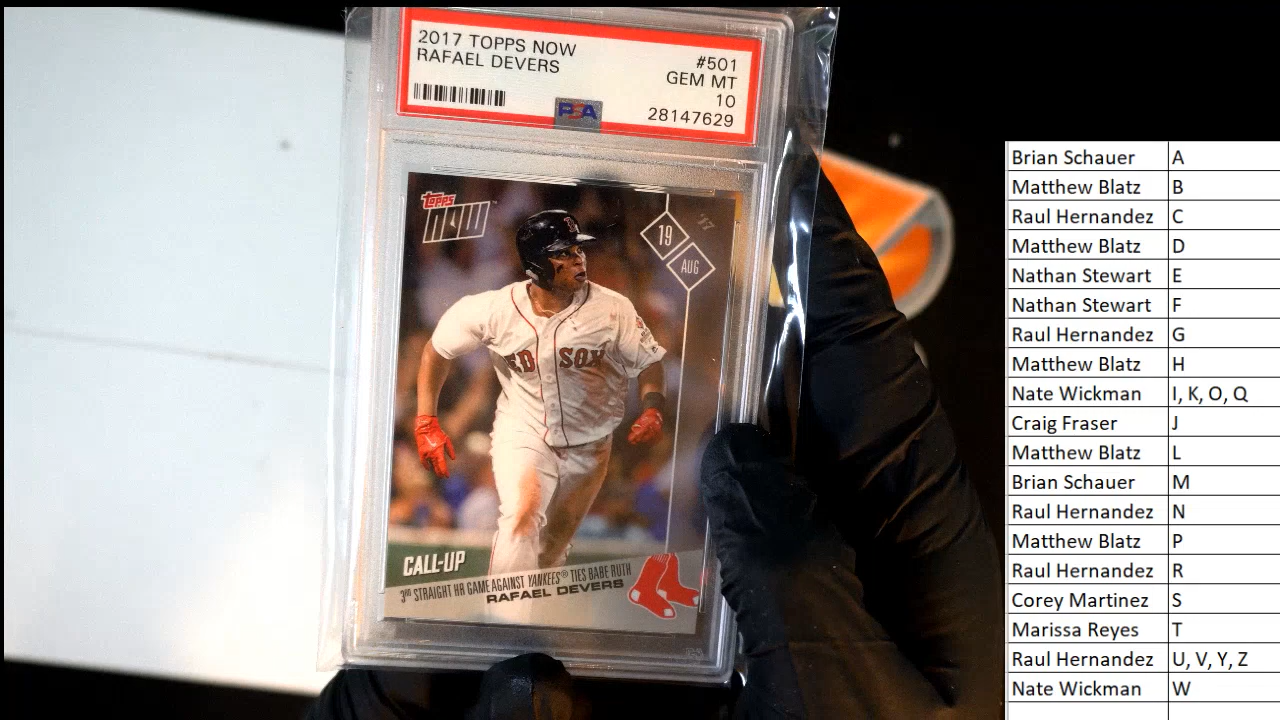 2017 TOPPS NOW
RAFAEL DEVERS
#501
GEM MT
10
28147629
PSA
TOPPS
NOW™
'17
19
AUG
RED SOX
CALL-UP
3RD STRAIGHT HR GAME AGAINST YANKEES® TIES BABE RUTH
RAFAEL DEVERS
Brian Schauer A
Matthew Blatz B
Raul Hernandez C
Matthew Blatz D
Nathan Stewart E
Nathan Stewart F
Raul Hernandez G
Matthew Blatz H
Nate Wickman I, K, O, Q
Craig Fraser J
Matthew Blatz L
Brian Schauer M
Raul Hernandez N
Matthew Blatz P
Raul Hernandez R
Corey Martinez S
Marissa Reyes T
Raul Hernandez U, V, Y, Z
Nate Wickman W